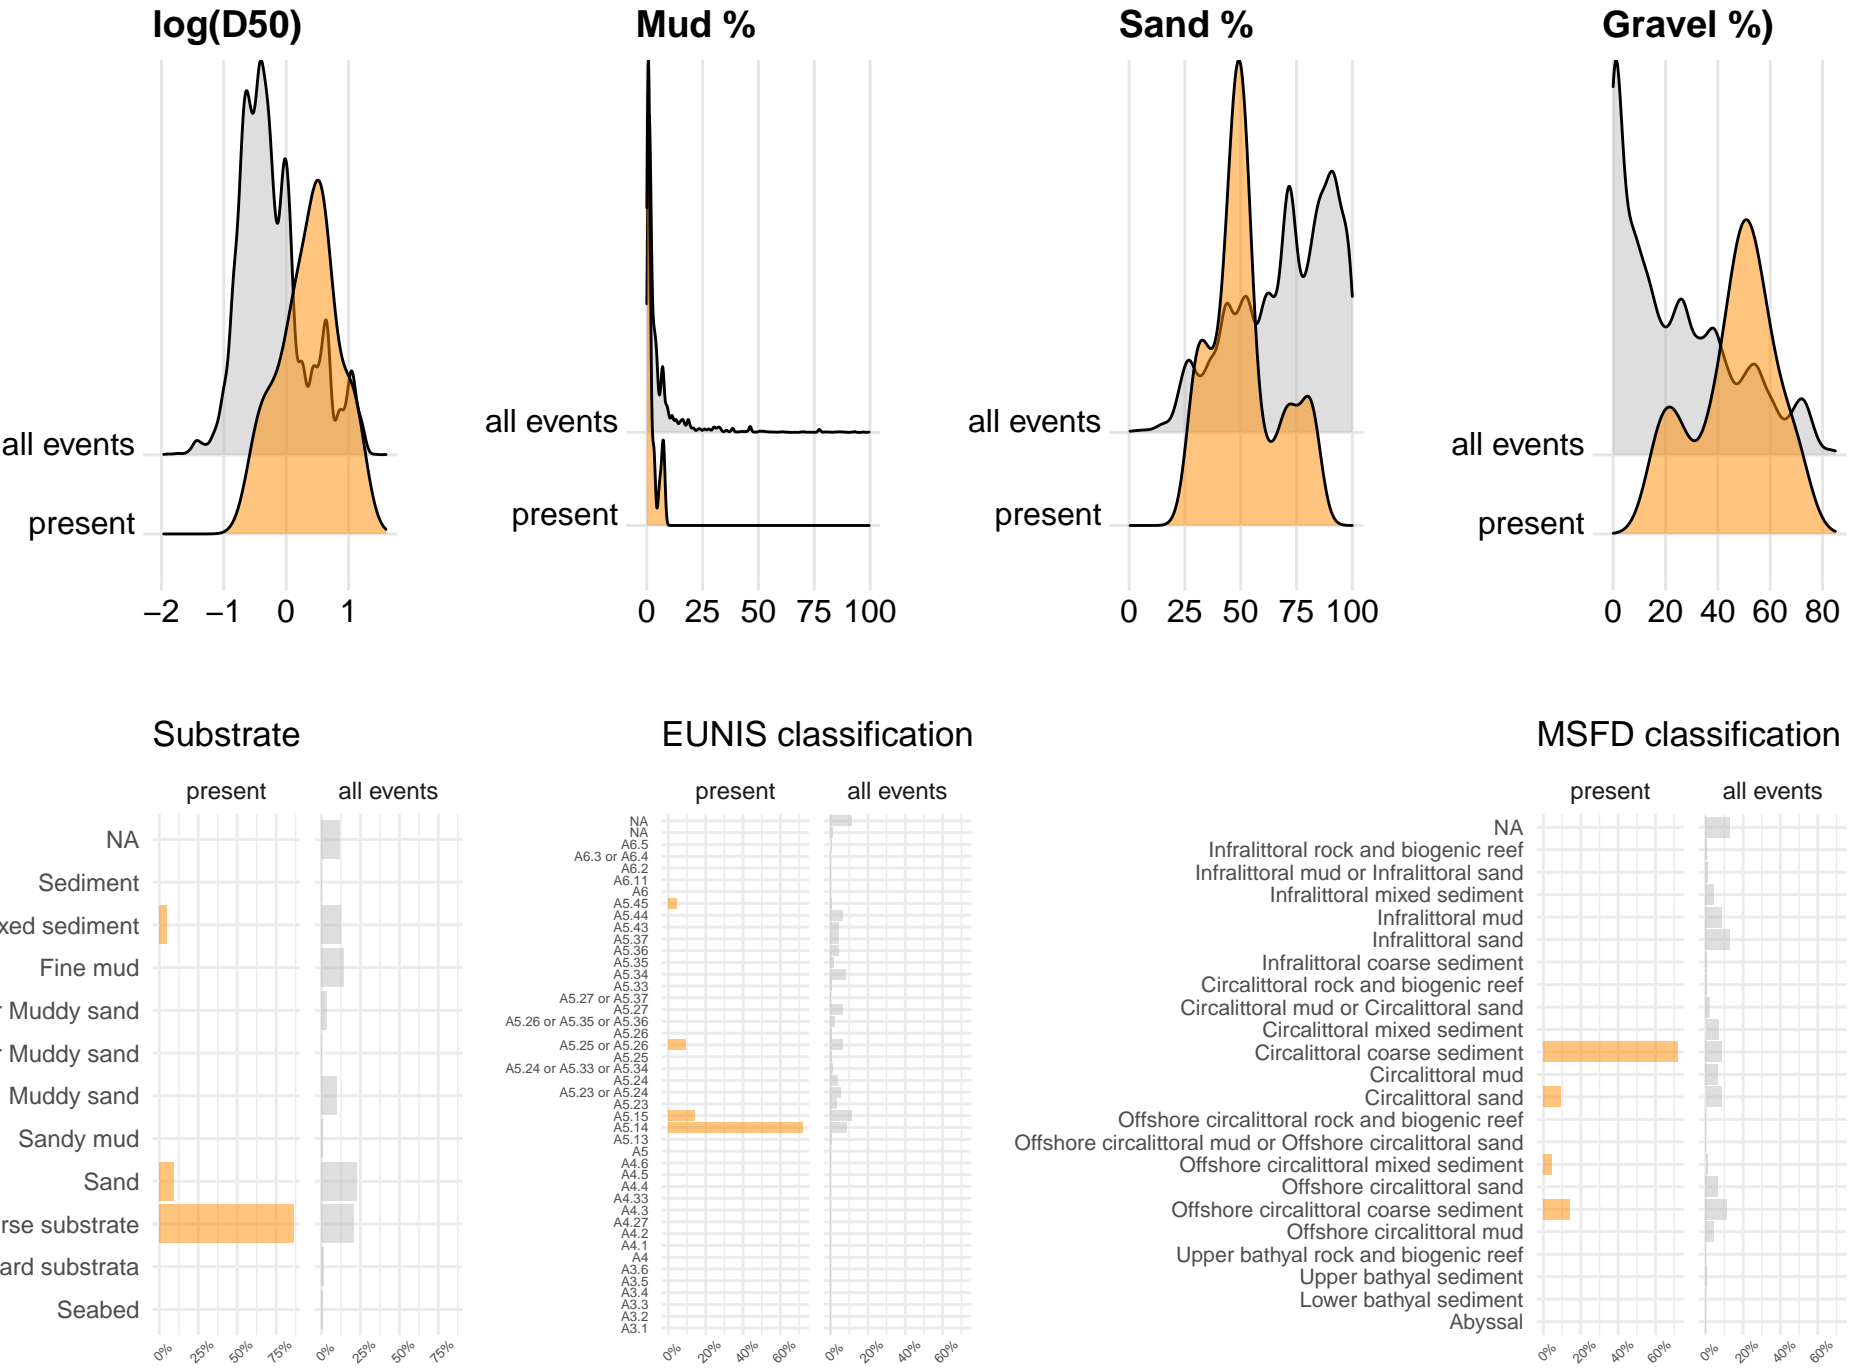 log(D50)
Mud %
Sand %
Gravel %)
all events
present
−2 −1 0 1
all events
present
0 25 50 75 100
all events
present
0 25 50 75 100
all events
present
0 20 40 60 80
Substrate
present all events
NA
Sediment
xed sediment
Fine mud
r Muddy sand
r Muddy sand
Muddy sand
Sandy mud
Sand
rse substrate
ard substrata
Seabed
0% 25% 50% 75% 0% 25% 50% 75%
EUNIS classification
present all events
NA
NA
A6.5
A6.3 or A6.4
A6.2
A6.11
A6
A5.45
A5.44
A5.43
A5.37
A5.36
A5.35
A5.34
A5.33
A5.27 or A5.37
A5.27
A5.26 or A5.35 or A5.36
A5.26
A5.25 or A5.26
A5.25
A5.24 or A5.33 or A5.34
A5.24
A5.23 or A5.24
A5.23
A5.15
A5.14
A5.13
A5
A4.6
A4.5
A4.4
A4.33
A4.3
A4.27
A4.2
A4.1
A4
A3.6
A3.5
A3.4
A3.3
A3.2
A3.1
0% 20% 40% 60% 0% 20% 40% 60%
MSFD classification
present all events
NA
Infralittoral rock and biogenic reef
Infralittoral mud or Infralittoral sand
Infralittoral mixed sediment
Infralittoral mud
Infralittoral sand
Infralittoral coarse sediment
Circalittoral rock and biogenic reef
Circalittoral mud or Circalittoral sand
Circalittoral mixed sediment
Circalittoral coarse sediment
Circalittoral mud
Circalittoral sand
Offshore circalittoral rock and biogenic reef
Offshore circalittoral mud or Offshore circalittoral sand
Offshore circalittoral mixed sediment
Offshore circalittoral sand
Offshore circalittoral coarse sediment
Offshore circalittoral mud
Upper bathyal rock and biogenic reef
Upper bathyal sediment
Lower bathyal sediment
Abyssal
0% 20% 40% 60% 0% 20% 40% 60%